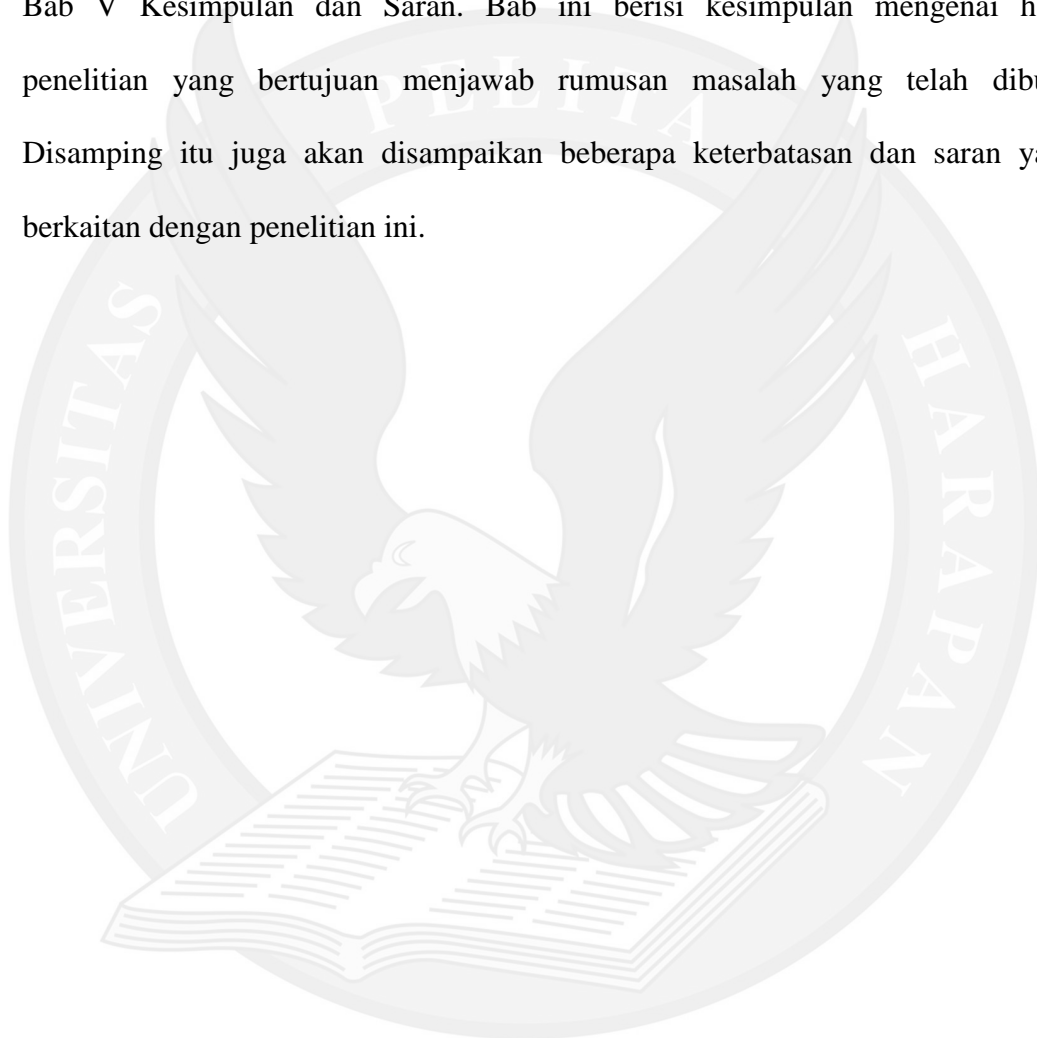 Bab V Kesimpulan dan Saran. Bab ini berisi kesimpulan mengenai
penelitian yang bertujuan menjawab rumusan masalah yang telah
Disamping itu juga akan disampaikan beberapa keterbatasan dan saran
berkaitan dengan penelitian ini.
PELITA
UNIVERSITAS
HARAPAN